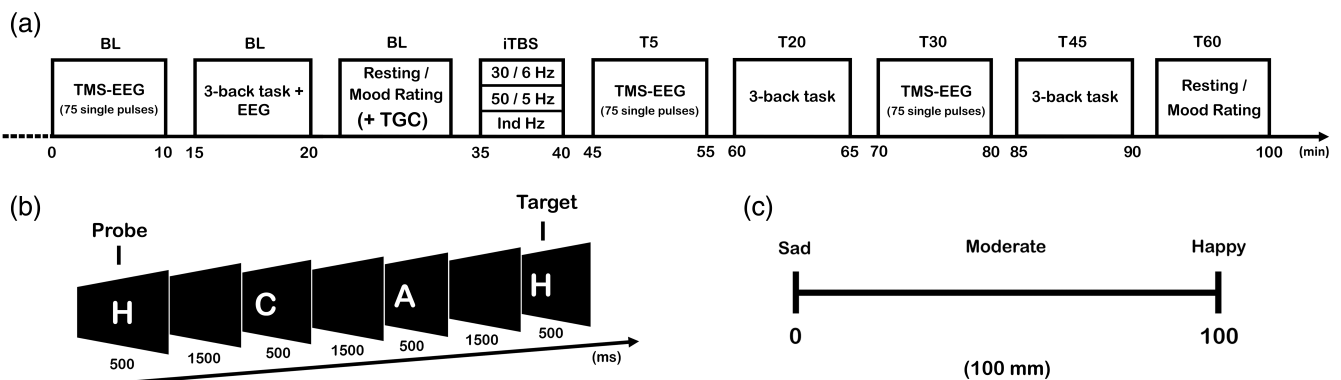 (a)
BL BL BL iTBS T5 T20 T30 T45 T60
TMS-EEG
(75 single pulses)
3-back task +
EEG
Resting /
Mood Rating
(+ TGC)
30 / 6 Hz
50 / 5 Hz
Ind Hz
TMS-EEG
(75 single pulses)
3-back task
TMS-EEG
(75 single pulses)
3-back task
Resting /
Mood Rating
0 10 15 20 35 40 45 55 60 65 70 80 85 90 100 (min)
(b)
Probe
Target
H C A H
500 1500 500 1500 500 1500 500
(ms)
(c)
Sad Moderate Happy
0 100
(100 mm)